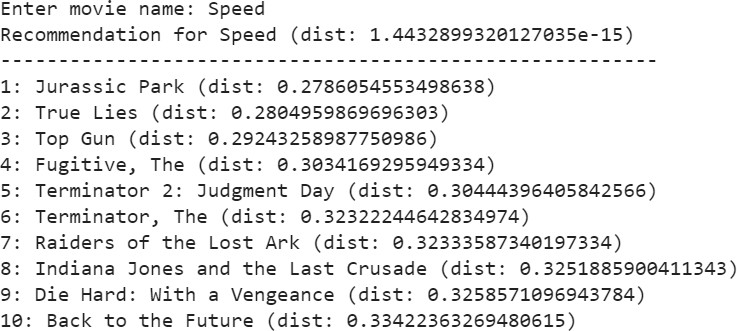 Enter movie name: Speed
Recommendation for Speed (dist: 1.4432899320127035e-15)
---------------------------------------------------------
1: Jurassic Park (dist: 0.2786054553498638)
2: True Lies (dist: 0.2804959869696303)
3: Top Gun (dist: 0.29243258987750986)
4: Fugitive, The (dist: 0.3034169295949334)
5: Terminator 2: Judgment Day (dist: 0.30444396405842566)
6: Terminator, The (dist: 0.32322244642834974)
7: Raiders of the Lost Ark (dist: 0.32333587340197334)
8: Indiana Jones and the Last Crusade (dist: 0.3251885900411343)
9: Die Hard: With a Vengeance (dist: 0.3258571096943784)
10: Back to the Future (dist: 0.33422363269480615)